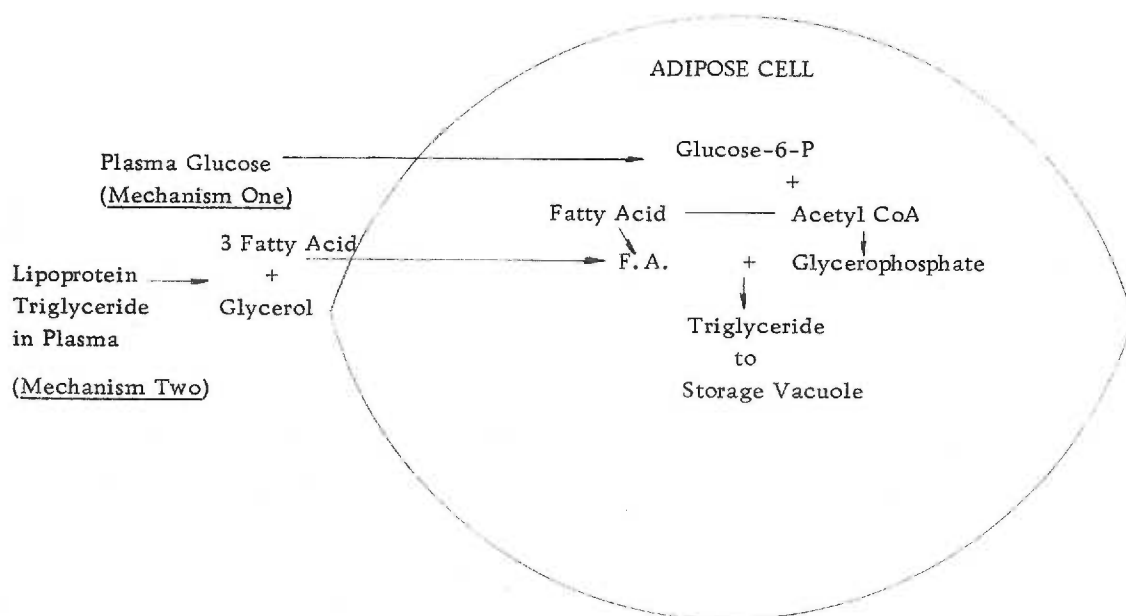 ADIPOSE CELL
Plasma Glucose
(Mechanism One)
Glucose-6-P
+
Fatty Acid
Acetyl CoA
3 Fatty Acid
+
Glycerol
F. A. + Glycerophosphate
Lipoprotein
Triglyceride
in Plasma
(Mechanism Two)
Triglyceride
to
Storage Vacuole